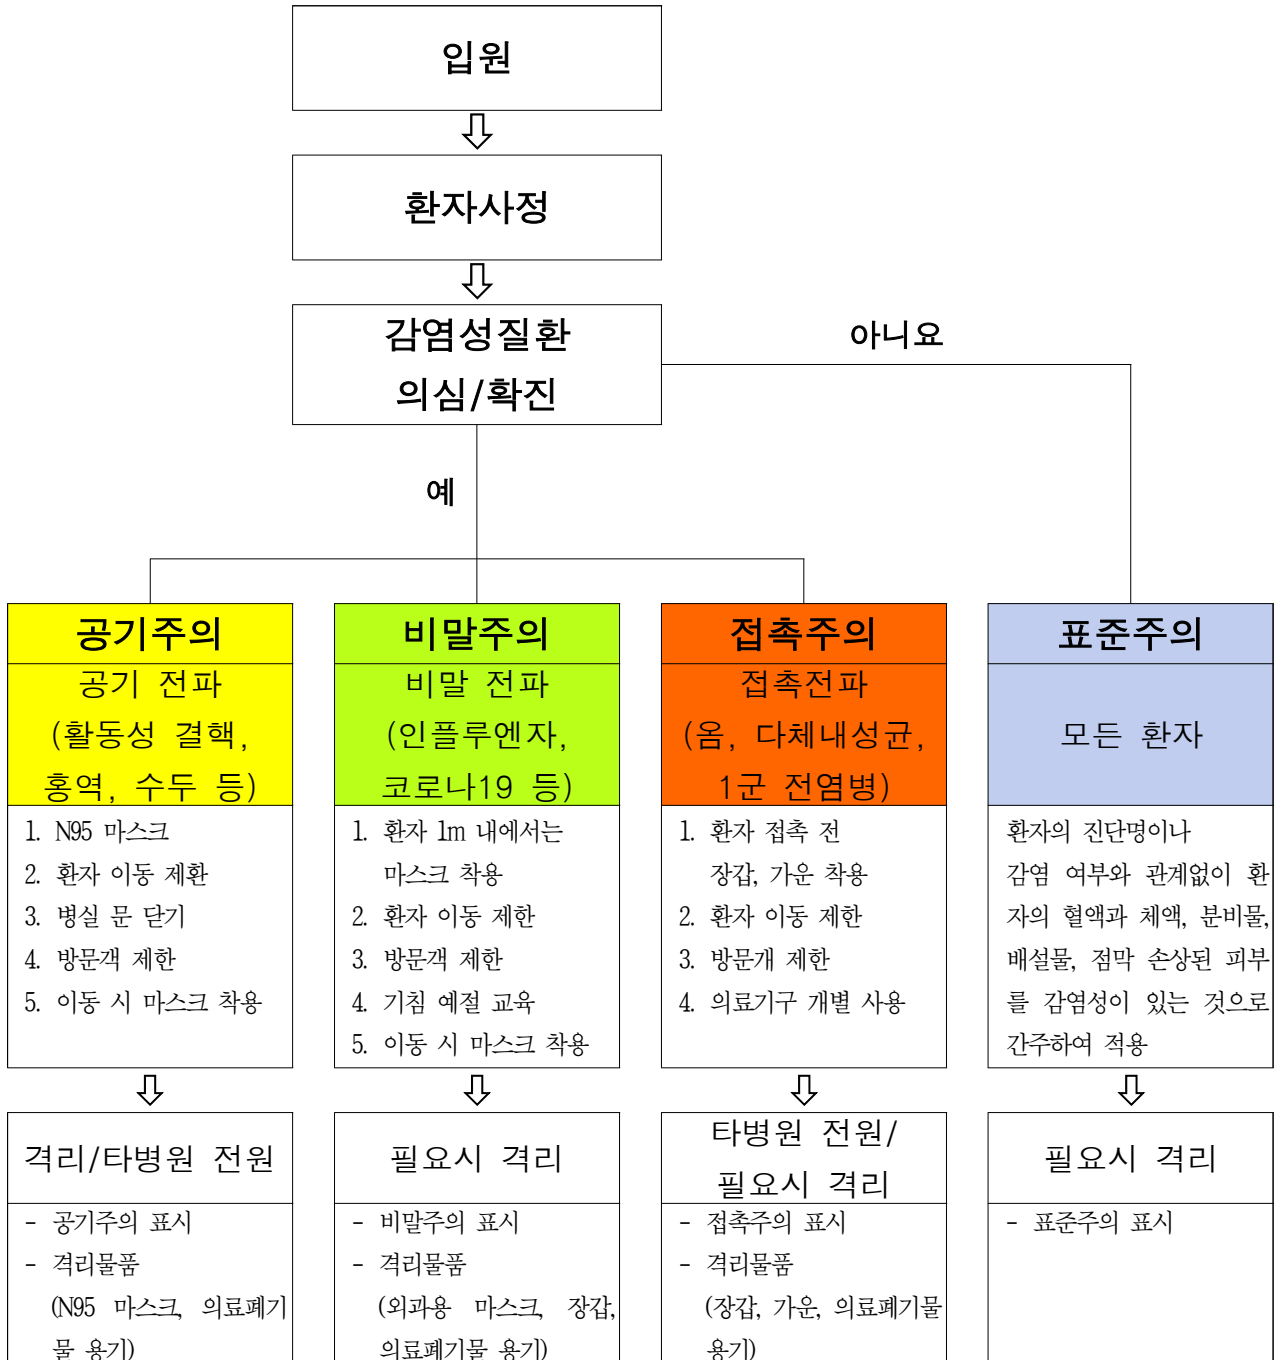 입원
환자사정
감염성질환
의심/확진
아니요
예
공기주의
공기 전파
(활동성 결핵,
홍역, 수두 등)
1. N95 마스크
2. 환자 이동 제환
3. 병실 문 닫기
4. 방문객 제한
5. 이동 시 마스크 착용
격리/타병원 전원
- 공기주의 표시
- 격리물품
(N95 마스크, 의료폐기
물 용기)
비말주의
비말 전파
(인플루엔자,
코로나19 등)
1. 환자 1m 내에서는
마스크 착용
2. 환자 이동 제한
3. 방문객 제한
4. 기침 예절 교육
5. 이동 시 마스크 착용
필요시 격리
- 비말주의 표시
- 격리물품
(외과용 마스크, 장갑,
의료폐기물 용기)
접촉주의
접촉전파
(옴, 다체내성균,
1군 전염병)
1. 환자 접촉 전
장갑, 가운 착용
2. 환자 이동 제한
3. 방문개 제한
4. 의료기구 개별 사용
타병원 전원/
필요시 격리
- 접촉주의 표시
- 격리물품
(장갑, 가운, 의료폐기물
용기)
표준주의
모든 환자
환자의 진단명이나
감염 여부와 관계없이 환
자의 혈액과 체액, 분비물,
배설물, 점막 손상된 피부
를 감염성이 있는 것으로
간주하여 적용
필요시 격리
- 표준주의 표시